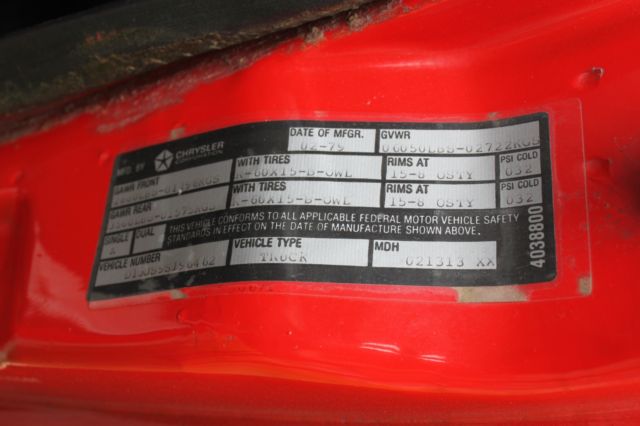 MFD. BY CHRYSLER CORPORATION DATE OF MFGR. 02-79 GVWR 06050LBS-02722KGS
GAWR FRONT WITH TIRES R-60X15-B-OWL RIMS AT 15-8 OSTY PSI COLD 032
GAWR REAR WITH TIRES R-60X15-B-OWL RIMS AT 15-8 OSTY PSI COLD 032
SINGLE X DUAL THIS VEHICLE CONFORMS TO ALL APPLICABLE FEDERAL MOTOR VEHICLE SAFETY
STANDARDS IN EFFECT ON THE DATE OF MANUFACTURE SHOWN ABOVE.
VEHICLE NUMBER VEHICLE TYPE TRUCK MDH 021313 XX
4038800